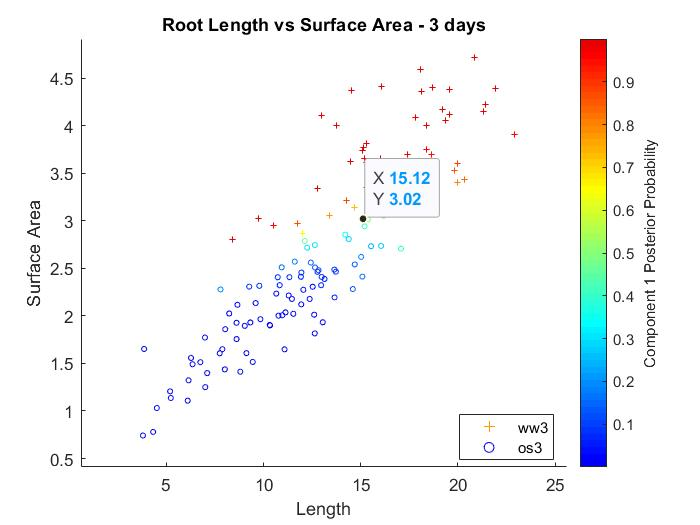 Root Length vs Surface Area - 3 days
4.5
4
3.5
3
2.5
2
1.5
1
0.5
Surface Area
X 15.12
Y 3.02
ww3
os3
5
10
15
20
25
Length
0.9
0.8
0.7
0.6
0.5
0.4
0.3
0.2
0.1
Component 1 Posterior Probability